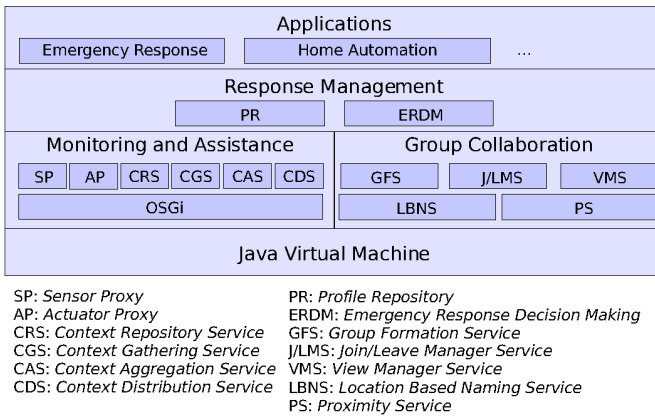 Applications
Emergency Response Home Automation ...
Response Management
PR ERDM
Monitoring and Assistance Group Collaboration
SP AP CRS CGS CAS CDS GFS J/LMS VMS
OSGi LBNS PS
Java Virtual Machine
SP: Sensor Proxy
AP: Actuator Proxy
CRS: Context Repository Service
CGS: Context Gathering Service
CAS: Context Aggregation Service
CDS: Context Distribution Service
PR: Profile Repository
ERDM: Emergency Response Decision Making
GFS: Group Formation Service
J/LMS: Join/Leave Manager Service
VMS: View Manager Service
LBNS: Location Based Naming Service
PS: Proximity Service